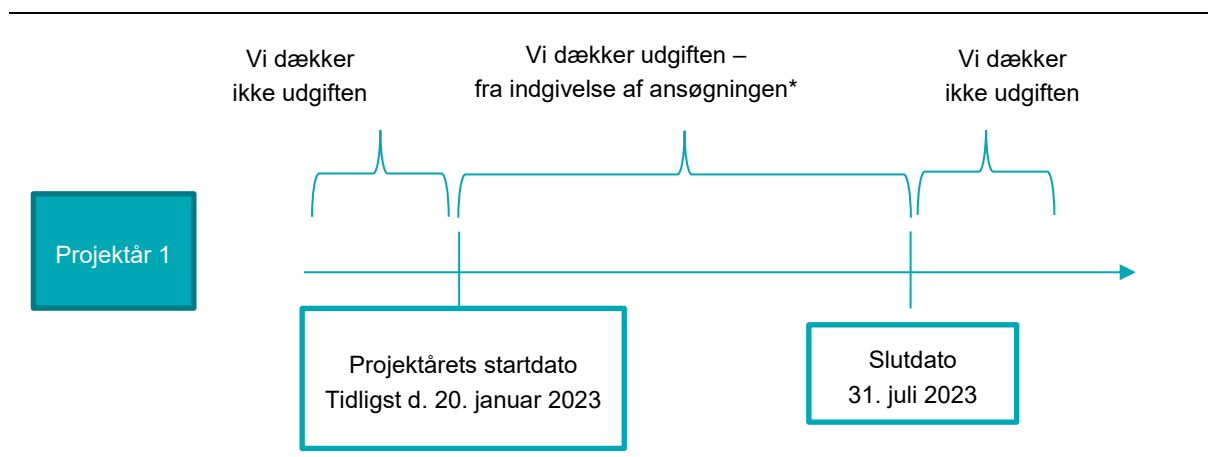 Vi dækker
ikke udgiften
Vi dækker udgiften –
fra indgivelse af ansøgningen*
Vi dækker
ikke udgiften
Projektår 1
Projektårets startdato
Tidligst d. 20. januar 2023
Slutdato
31. juli 2023